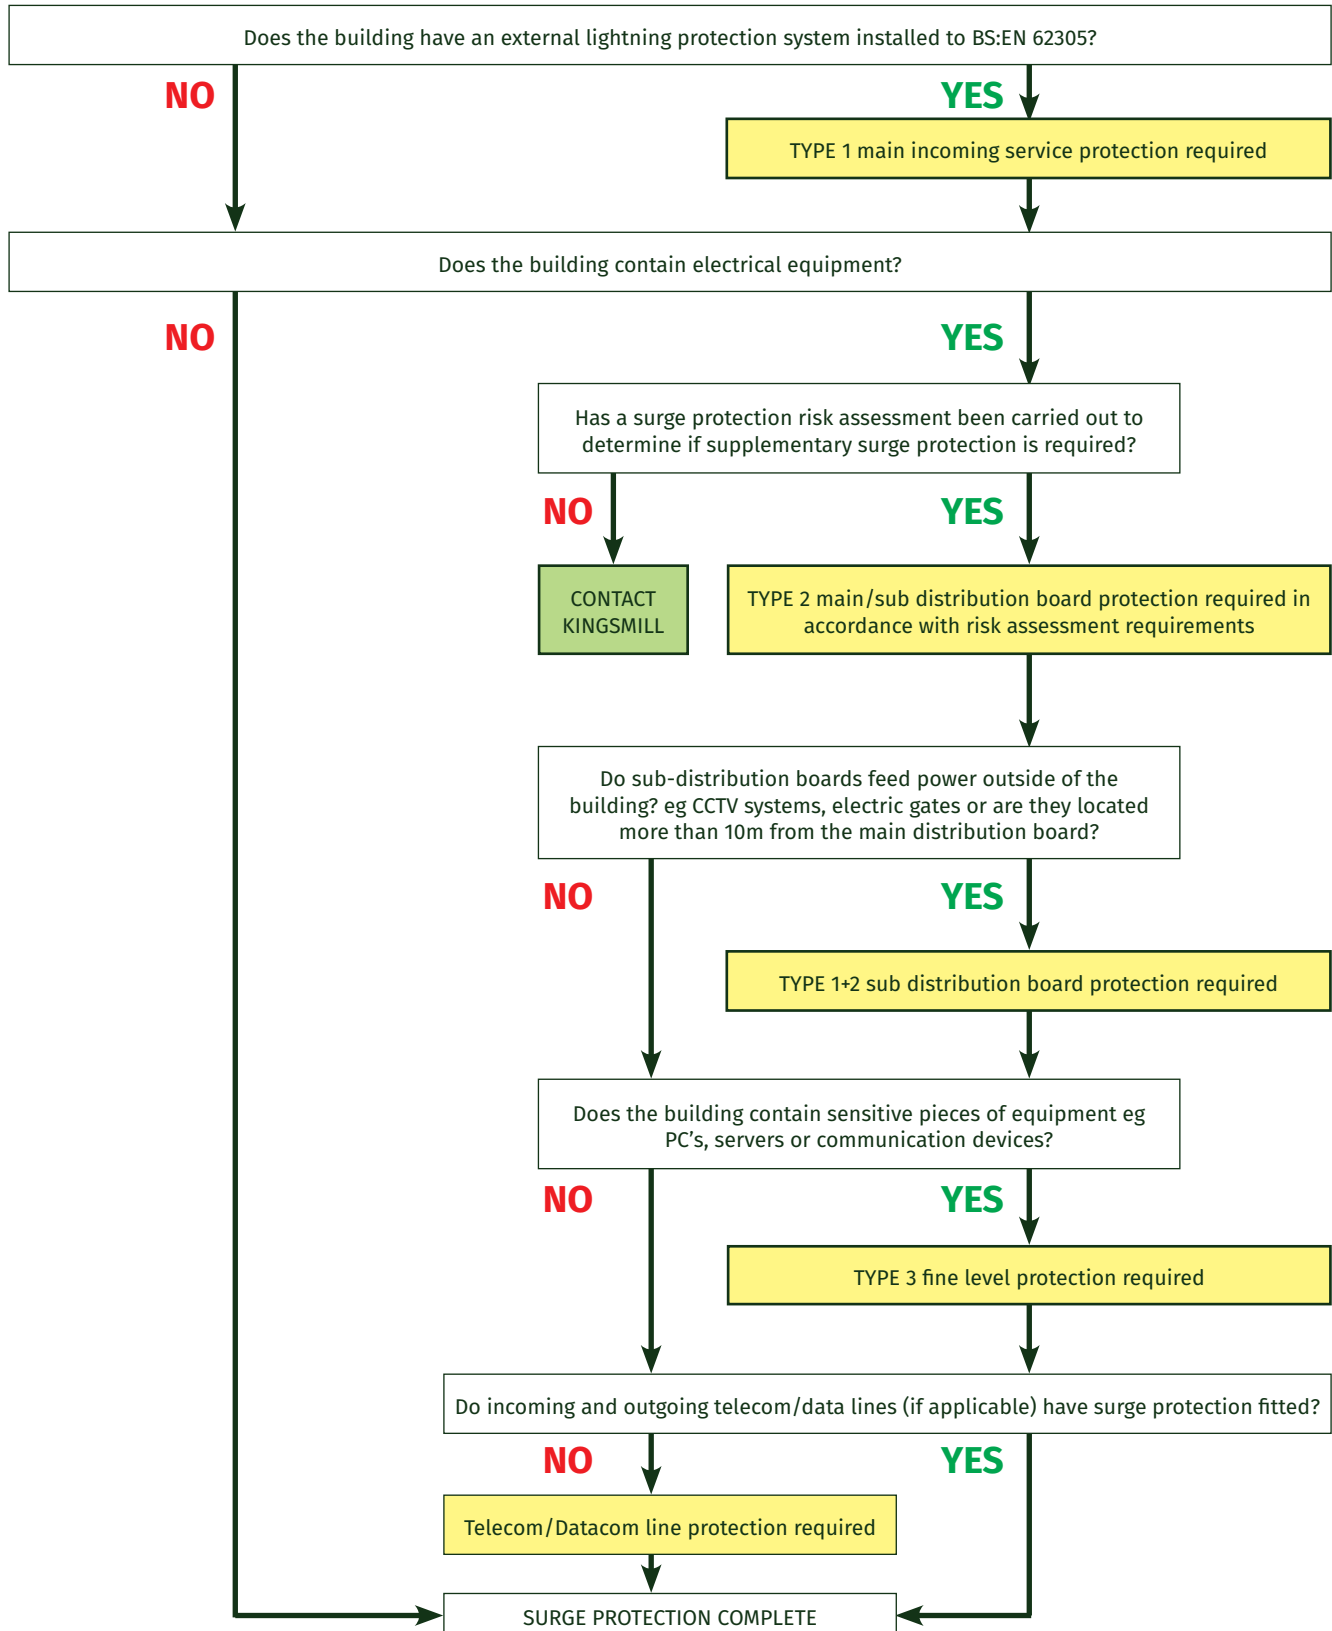 Does the building have an external lightning protection system installed to BS:EN 62305?
NO
YES
TYPE 1 main incoming service protection required
Does the building contain electrical equipment?
NO
YES
Has a surge protection risk assessment been carried out to
determine if supplementary surge protection is required?
NO
YES
CONTACT
KINGSMILL
TYPE 2 main/sub distribution board protection required in
accordance with risk assessment requirements
Do sub-distribution boards feed power outside of the
building? eg CCTV systems, electric gates or are they located
more than 10m from the main distribution board?
NO
YES
TYPE 1+2 sub distribution board protection required
Does the building contain sensitive pieces of equipment eg
PC’s, servers or communication devices?
NO
YES
TYPE 3 fine level protection required
Do incoming and outgoing telecom/data lines (if applicable) have surge protection fitted?
NO
YES
Telecom/Datacom line protection required
SURGE PROTECTION COMPLETE